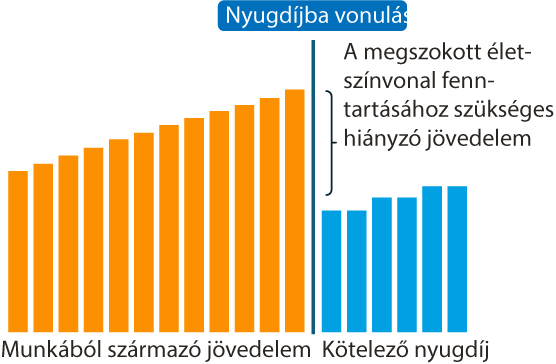 Nyugdíjba vonulás
A megszokott élet-
színvonal fenn-
tartásához szükséges
hiányzó jövedelem
Munkából származó jövedelem
Kötelező nyugdíj